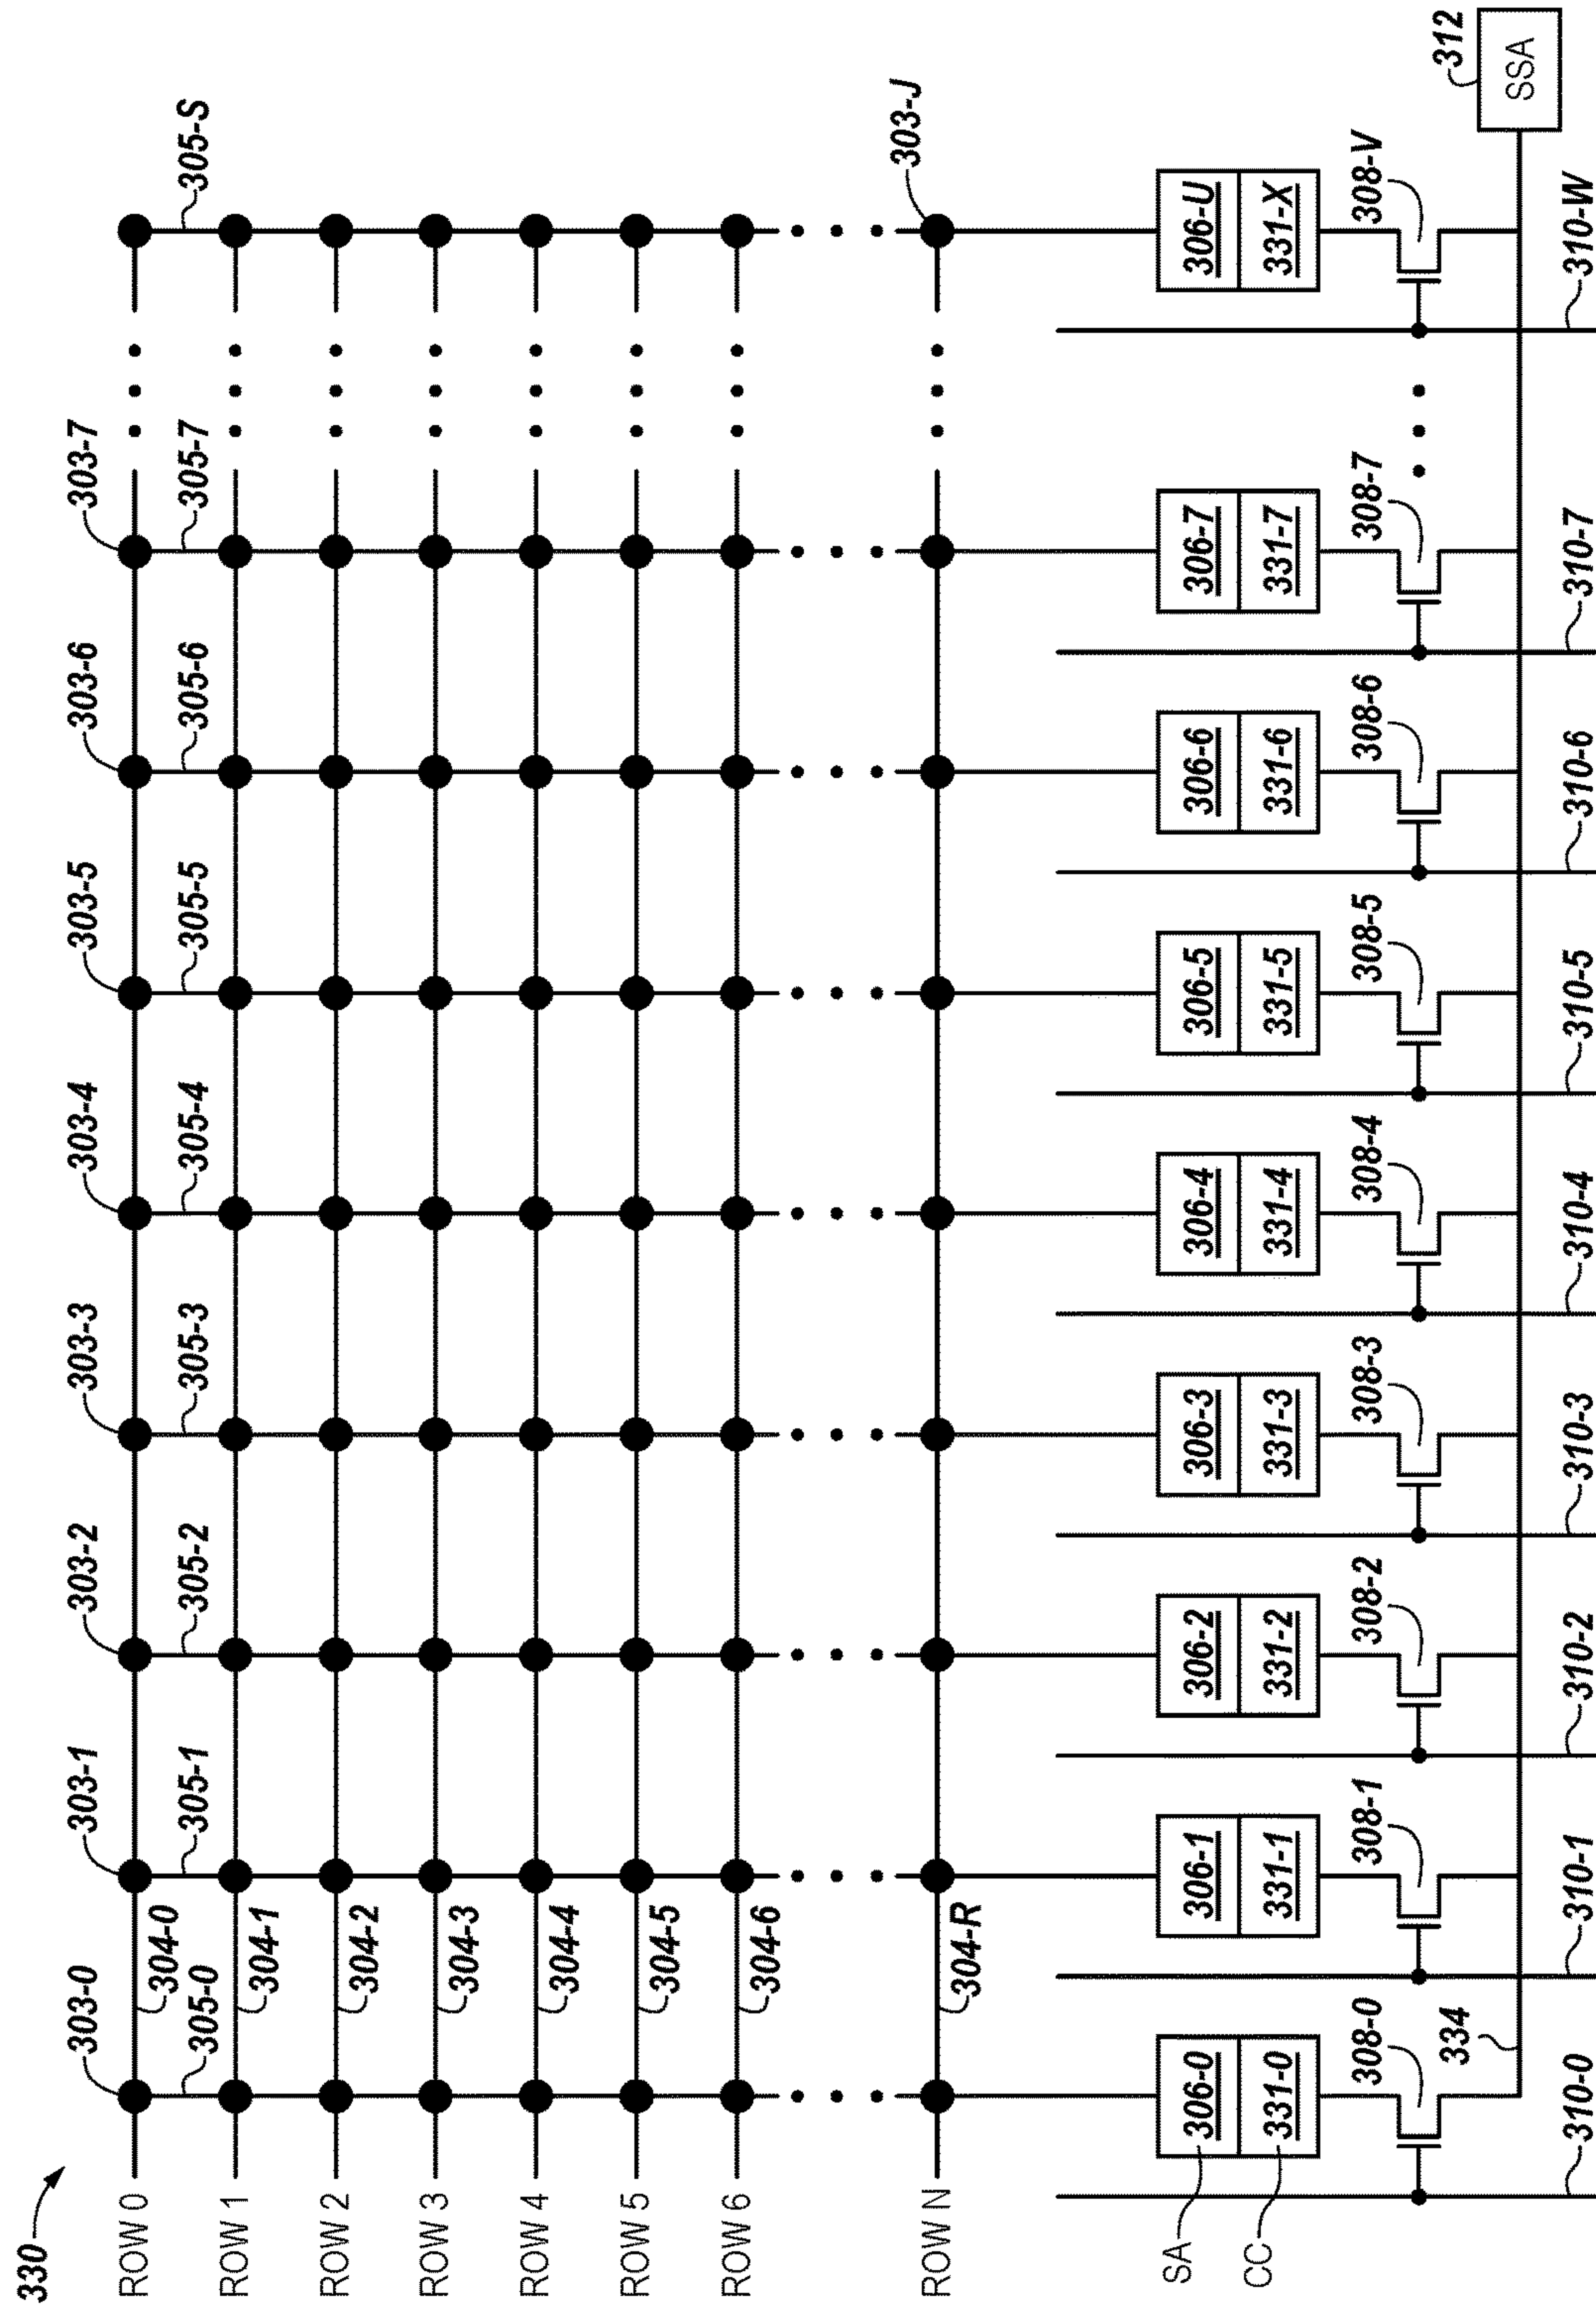 330
303-0 303-1 303-2 303-3 303-4 303-5 303-6 303-7
ROW 0 304-0
305-0 305-1 305-2 305-3 305-4 305-5 305-6 305-7 305-S
ROW 1 304-1
ROW 2 304-2
ROW 3 304-3
ROW 4 304-4
ROW 5 304-5
ROW 6 304-6
303-J
ROW N 304-R
SA 306-0 306-1 306-2 306-3 306-4 306-5 306-6 306-7 306-U
CC 331-0 331-1 331-2 331-3 331-4 331-5 331-6 331-7 331-X
308-0 308-1 308-2 308-3 308-4 308-5 308-6 308-7 308-V
334 312
SSA
310-0 310-1 310-2 310-3 310-4 310-5 310-6 310-7 310-W